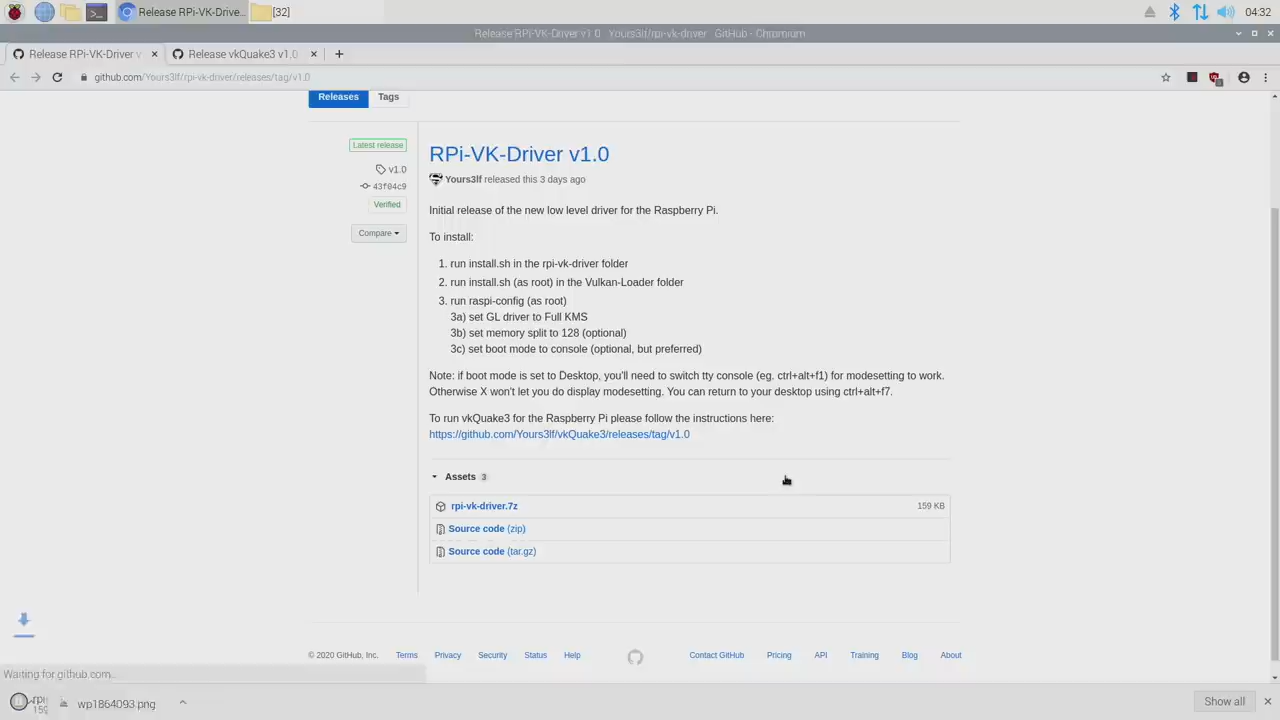 Release RPi-VK-Drive...
[32]
04:32
Release RPi-VK-Driver v1.0 · Yours3lf/rpi-vk-driver · GitHub - Chromium
Release RPi-VK-Driver v
Release vkQuake3 v1.0
github.com/Yours3lf/rpi-vk-driver/releases/tag/v1.0
Releases
Tags
Latest release
v1.0
43f04c9
Verified
Compare
RPi-VK-Driver v1.0
Yours3lf released this 3 days ago
Initial release of the new low level driver for the Raspberry Pi.
To install:
1. run install.sh in the rpi-vk-driver folder
2. run install.sh (as root) in the Vulkan-Loader folder
3. run raspi-config (as root)
3a) set GL driver to Full KMS
3b) set memory split to 128 (optional)
3c) set boot mode to console (optional, but preferred)
Note: if boot mode is set to Desktop, you'll need to switch tty console (eg. ctrl+alt+f1) for modesetting to work.
Otherwise X won't let you do display modesetting. You can return to your desktop using ctrl+alt+f7.
To run vkQuake3 for the Raspberry Pi please follow the instructions here:
https://github.com/Yours3lf/vkQuake3/releases/tag/v1.0
Assets 3
rpi-vk-driver.7z
159 KB
Source code (zip)
Source code (tar.gz)
© 2020 GitHub, Inc.
Terms
Privacy
Security
Status
Help
Contact GitHub
Pricing
API
Training
Blog
About
Waiting for github.com...
wp1864093.png
Show all